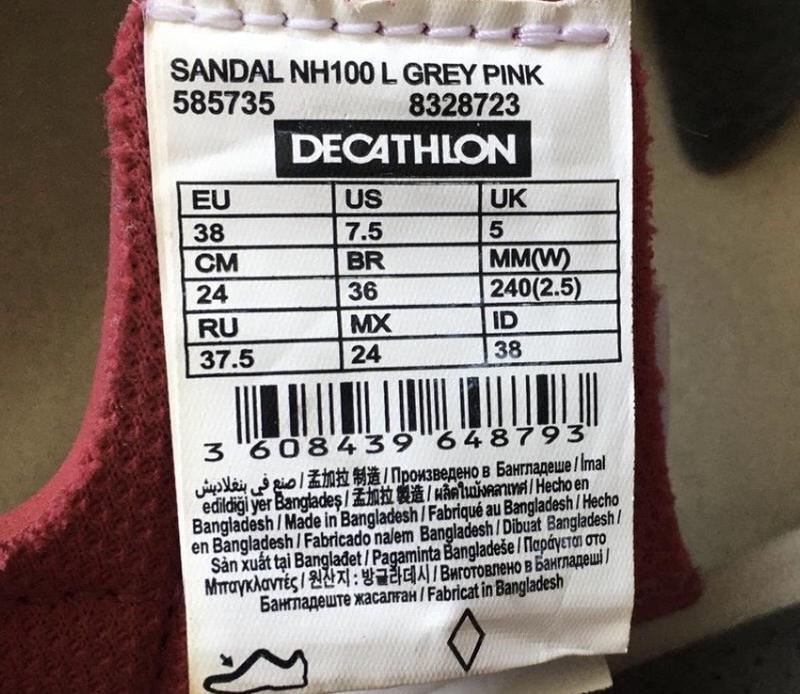 SANDAL NH100 L GREY PINK
585735 8328723
DECATHLON
EU US UK
38 7.5 5
CM BR MM(W)
24 36 240(2.5)
RU MX ID
37.5 24 38
3 608439 648793
صنع في بنغلاديش / 孟加拉 制造 / Произведено в Бангладеше / İmal
edildiği yer Bangladeş / 孟加拉 製造 / ผลิตในบังคลาเทศ / Hecho en
Bangladesh / Made in Bangladesh / Fabriqué au Bangladesh / Hecho
en Bangladesh / Fabricado na/em Bangladesh / Dibuat Bangladesh /
Sản xuất tại Banglađet / Pagaminta Bangladeše / Παράγεται στο
Μπαγκλαντές / 원산지 : 방글라데시 / Виготовлено в Бангладеші /
Бангладеште жасалған / Fabricat in Bangladesh